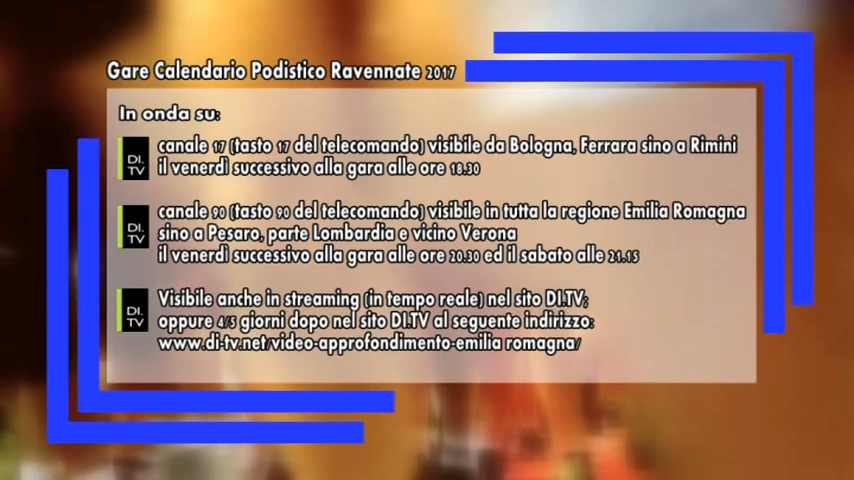 Gare Calendario Podistico Ravennate 2017
In onda su:
DI.
TV
canale 17 (tasto 17 del telecomando) visibile da Bologna, Ferrara sino a Rimini
il venerdì successivo alla gara alle ore 18.30
DI.
TV
canale 90 (tasto 90 del telecomando) visibile in tutta la regione Emilia Romagna
sino a Pesaro, parte Lombardia e vicino Verona
il venerdì successivo alla gara alle ore 20.30 ed il sabato alle 21.15
DI.
TV
Visibile anche in streaming (in tempo reale) nel sito DI.TV;
oppure 4/5 giorni dopo nel sito DI.TV al seguente indirizzo:
www.di-tv.net/video-approfondimento-emilia romagna/